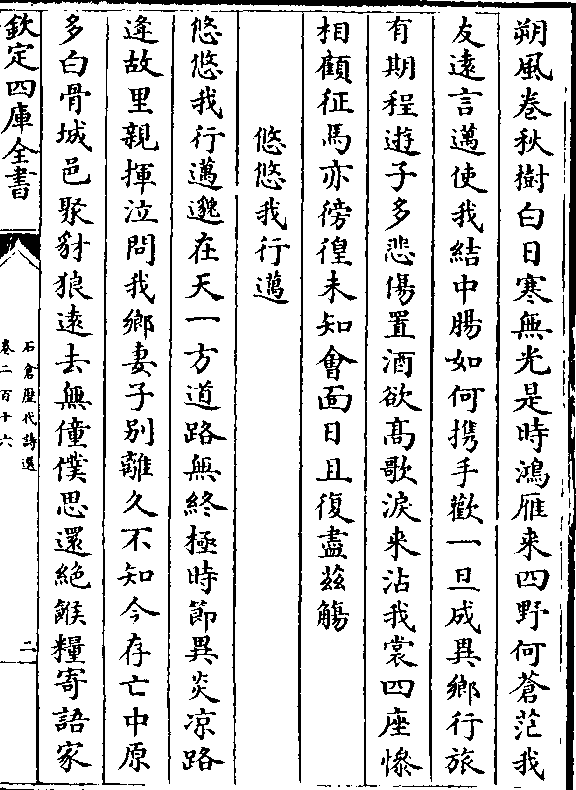 朔風卷秋樹白日寒無光是時鴻雁來四野何蒼茫我
友遠言邁使我結中腸如何携手歡一旦成異鄉行旅
有期程遊子多悲傷置酒欲髙歌淚来沾我裳四座慘
相顧征馬亦徬徨未知會面日且復盡茲觴
悠悠我行邁
悠悠我行邁邈在天一方道路無終極時節異炎凉路
逄故里親揮泣問我鄉妻子別離久不知今存亡中原
多白骨城邑聚豺狼遠去無僮僕思還絶餱糧寄語家
欽定四庫全書
石倉歴代詩選
卷二百十六
二